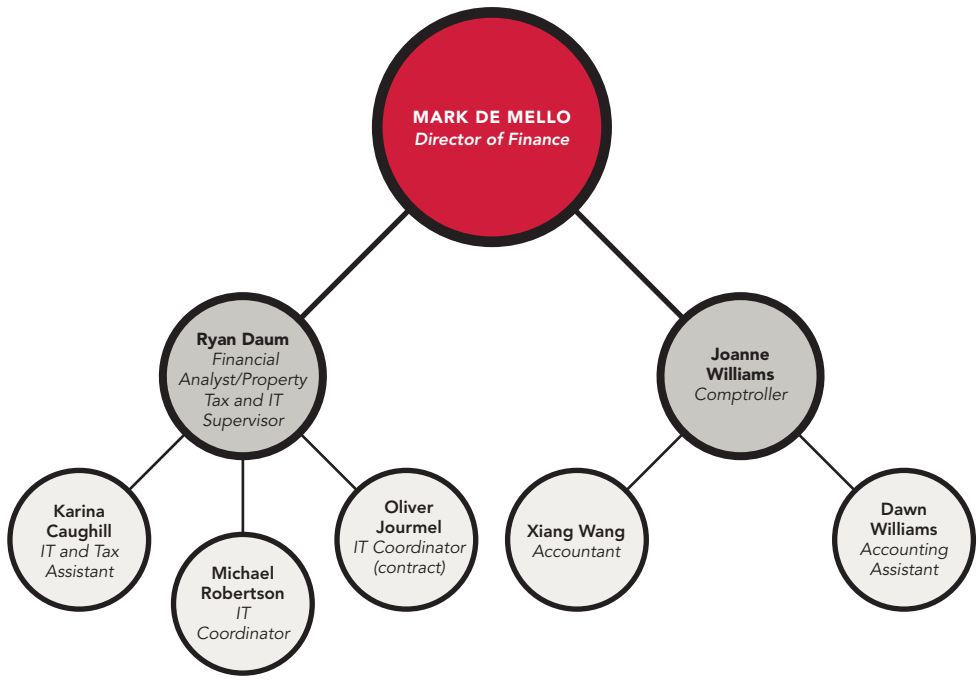 MARK DE MELLO
Director of Finance
Ryan Daum
Financial
Analyst/Property
Tax and IT
Supervisor
Joanne
Williams
Comptroller
Karina
Caughill
IT and Tax
Assistant
Michael
Robertson
IT
Coordinator
Oliver
Jourmel
IT Coordinator
(contract)
Xiang Wang
Accountant
Dawn
Williams
Accounting
Assistant